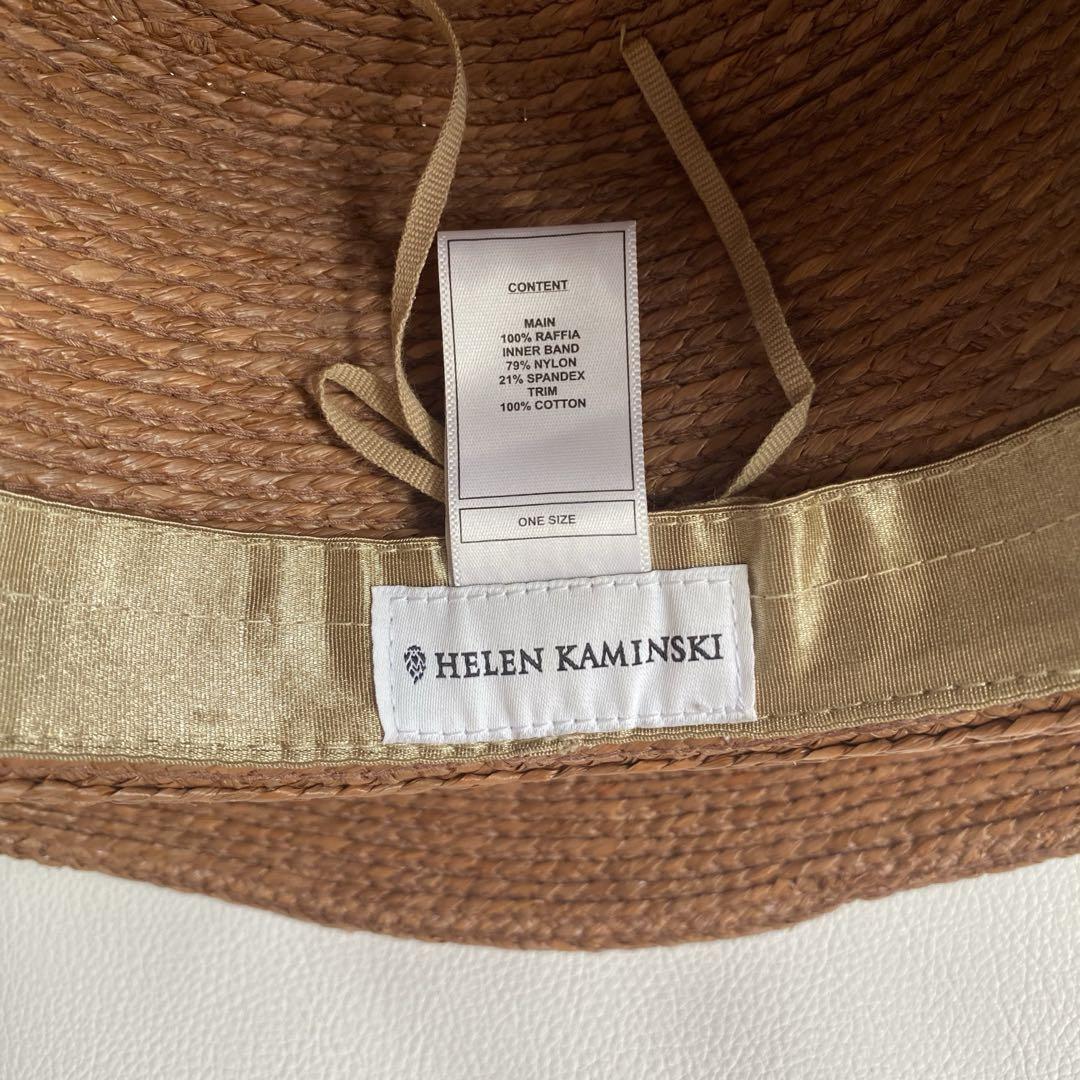 CONTENT
MAIN
100% RAFFIA
INNER BAND
79% NYLON
21% SPANDEX
TRIM
100% COTTON
ONE SIZE
HELEN KAMINSKI